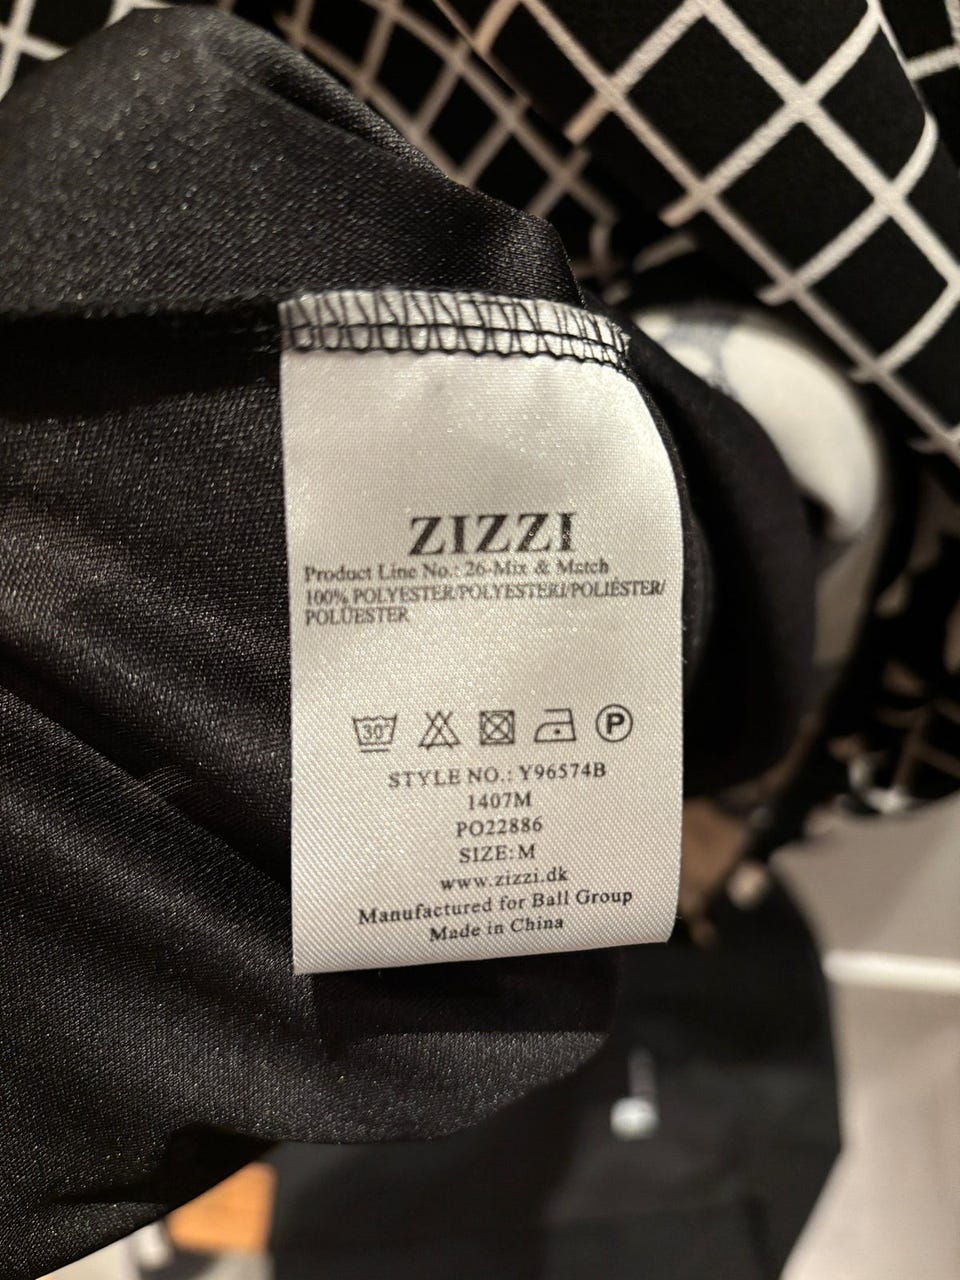 ZIZZI
Product Line No.: 26-Mix & Match
100% POLYESTER/POLYESTERI/POLIÉSTER/
POLÜESTER
30°
P
STYLE NO.: Y96574B
1407M
PO22886
SIZE: M
www.zizzi.dk
Manufactured for Ball Group
Made in China